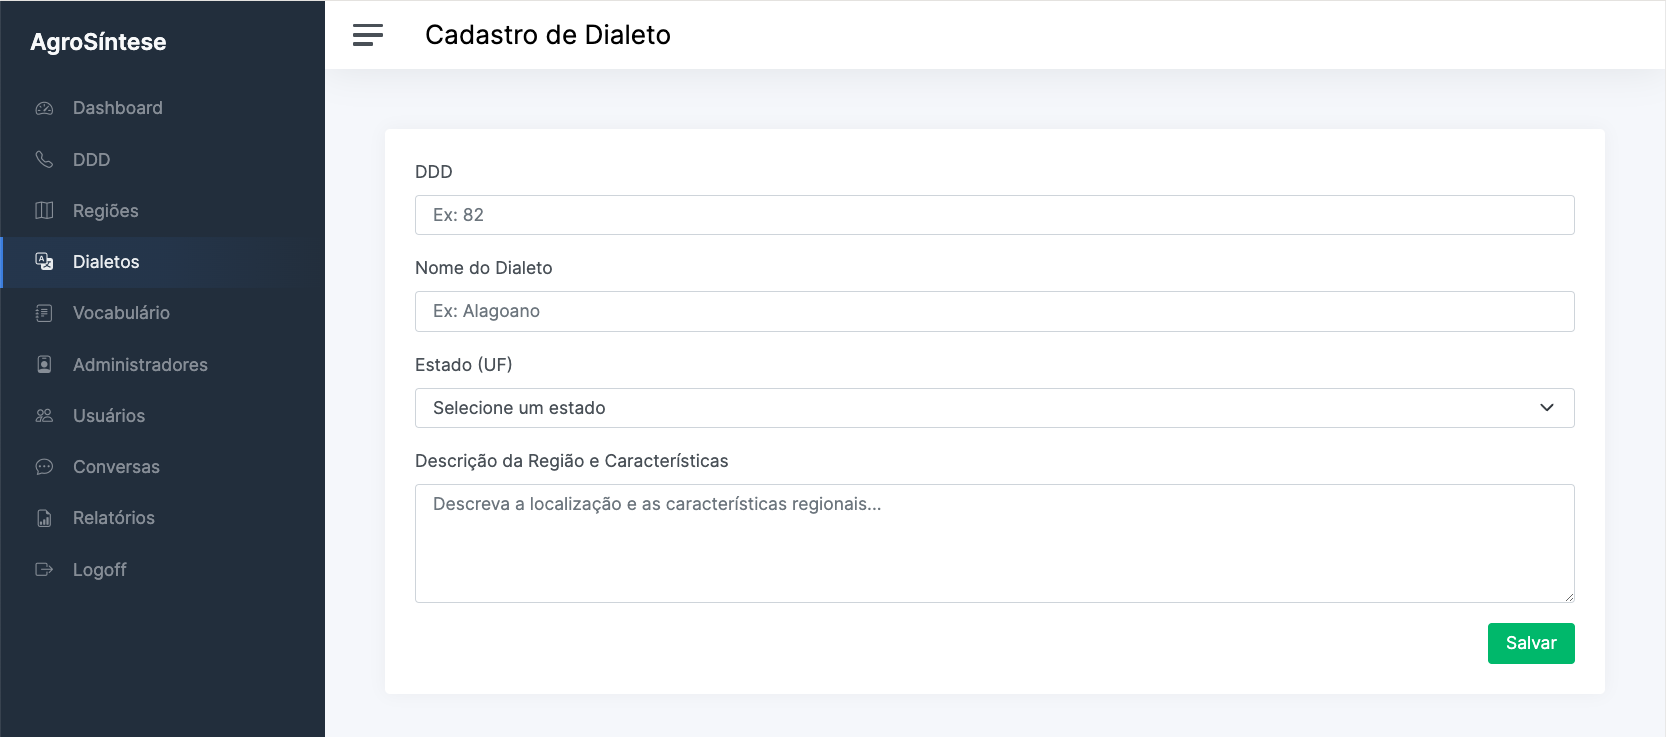 AgroSíntese
Dashboard
DDD
Regiões
Dialetos
Vocabulário
Administradores
Usuários
Conversas
Relatórios
Logoff
Cadastro de Dialeto
DDD
Ex: 82
Nome do Dialeto
Ex: Alagoano
Estado (UF)
Selecione um estado
Descrição da Região e Características
Descreva a localização e as características regionais...
Salvar